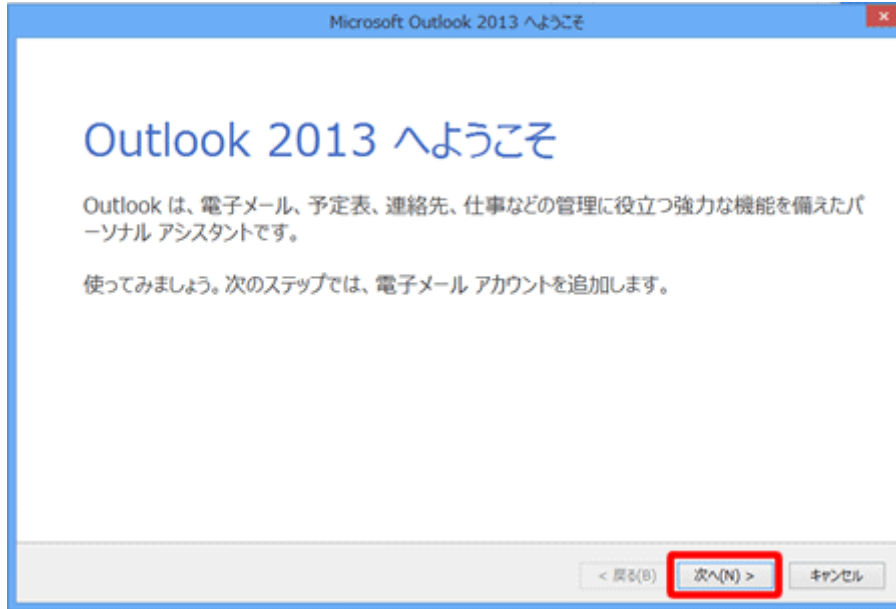 Microsoft Outlook 2013 へようこそ
Outlook 2013 へようこそ
Outlook は、電子メール、予定表、連絡先、仕事などの管理に役立つ強力な機能を備えたパ
ーソナル アシスタントです。
使ってみましょう。次のステップでは、電子メール アカウントを追加します。
< 戻る(B) 次へ(N) > キャンセル